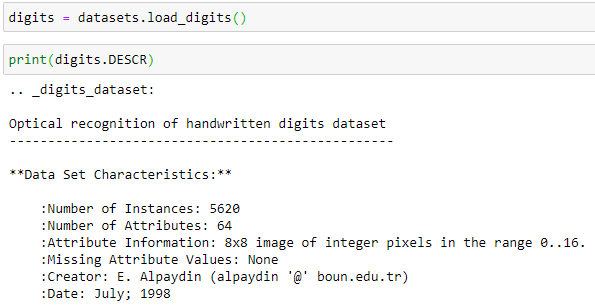 digits = datasets.load_digits()
print(digits.DESCR)
.. _digits_dataset:
Optical recognition of handwritten digits dataset
--------------------------------------------------
**Data Set Characteristics:**
:Number of Instances: 5620
:Number of Attributes: 64
:Attribute Information: 8x8 image of integer pixels in the range 0..16.
:Missing Attribute Values: None
:Creator: E. Alpaydin (alpaydin '@' boun.edu.tr)
:Date: July; 1998